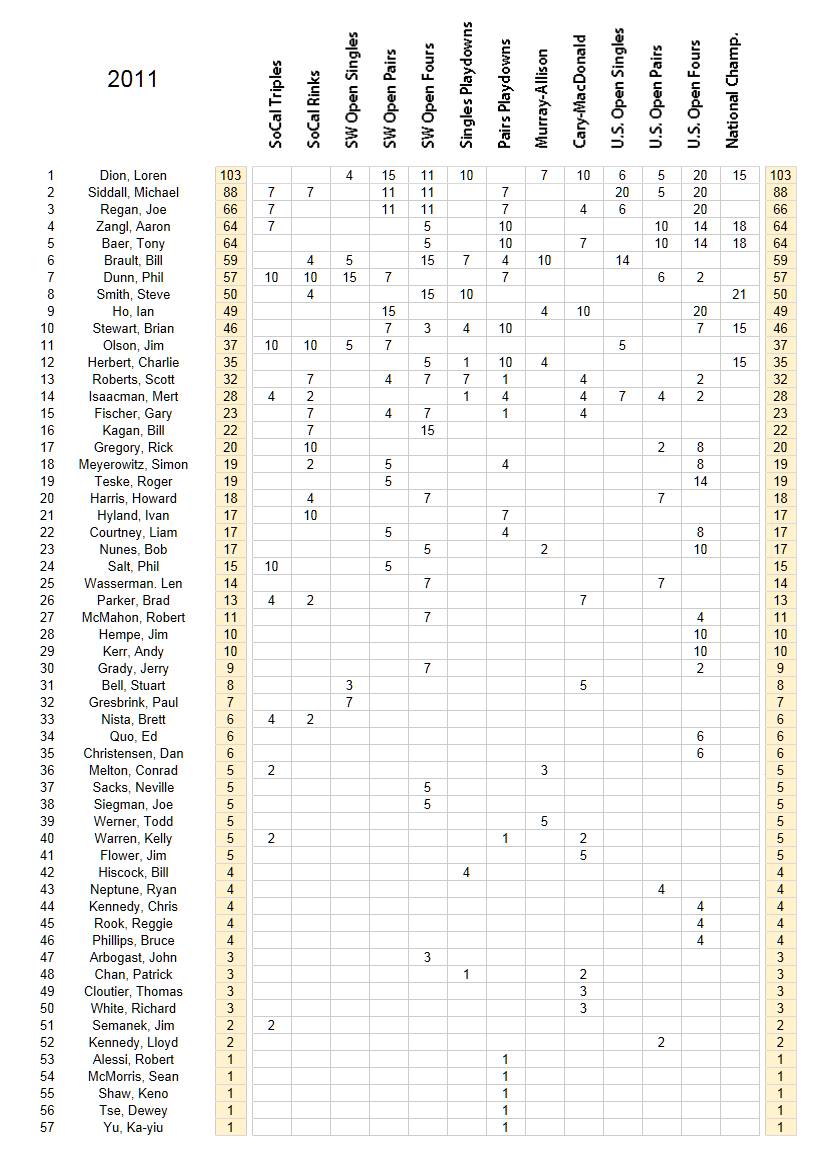 2011
SoCal Triples SoCal Rinks SW Open Singles SW Open Pairs SW Open Fours Singles Playdowns Pairs Playdowns Murray-Allison Cary-MacDonald U.S. Open Singles U.S. Open Pairs U.S. Open Fours National Champ.
1 Dion, Loren 103 4 15 11 10 7 10 6 5 20 15 103
2 Siddall, Michael 88 7 7 11 11 7 20 5 20 88
3 Regan, Joe 66 7 11 11 7 4 6 20 66
4 Zangl, Aaron 64 7 5 10 10 14 18 64
5 Baer, Tony 64 5 10 7 10 14 18 64
6 Brault, Bill 59 4 5 15 7 4 10 14 59
7 Dunn, Phil 57 10 10 15 7 7 6 2 57
8 Smith, Steve 50 4 15 10 21 50
9 Ho, Ian 49 15 4 10 20 49
10 Stewart, Brian 46 7 3 4 10 7 15 46
11 Olson, Jim 37 10 10 5 7 5 37
12 Herbert, Charlie 35 5 1 10 4 15 35
13 Roberts, Scott 32 7 4 7 7 1 4 2 32
14 Isaacman, Mert 28 4 2 1 4 4 7 4 2 28
15 Fischer, Gary 23 7 4 7 1 4 23
16 Kagan, Bill 22 7 15 22
17 Gregory, Rick 20 10 2 8 20
18 Meyerowitz, Simon 19 2 5 4 8 19
19 Teske, Roger 19 5 14 19
20 Harris, Howard 18 4 7 7 18
21 Hyland, Ivan 17 10 7 17
22 Courtney, Liam 17 5 4 8 17
23 Nunes, Bob 17 5 2 10 17
24 Salt, Phil 15 10 5 15
25 Wasserman. Len 14 7 7 14
26 Parker, Brad 13 4 2 7 13
27 McMahon, Robert 11 7 4 11
28 Hempe, Jim 10 10 10
29 Kerr, Andy 10 10 10
30 Grady, Jerry 9 7 2 9
31 Bell, Stuart 8 3 5 8
32 Gresbrink, Paul 7 7 7
33 Nista, Brett 6 4 2 6
34 Quo, Ed 6 6 6
35 Christensen, Dan 6 6 6
36 Melton, Conrad 5 2 3 5
37 Sacks, Neville 5 5 5
38 Siegman, Joe 5 5 5
39 Werner, Todd 5 5 5
40 Warren, Kelly 5 2 1 2 5
41 Flower, Jim 5 5 5
42 Hiscock, Bill 4 4 4
43 Neptune, Ryan 4 4 4
44 Kennedy, Chris 4 4 4
45 Rook, Reggie 4 4 4
46 Phillips, Bruce 4 4 4
47 Arbogast, John 3 3 3
48 Chan, Patrick 3 1 2 3
49 Cloutier, Thomas 3 3 3
50 White, Richard 3 3 3
51 Semanek, Jim 2 2 2
52 Kennedy, Lloyd 2 2 2
53 Alessi, Robert 1 1 1
54 McMorris, Sean 1 1 1
55 Shaw, Keno 1 1 1
56 Tse, Dewey 1 1 1
57 Yu, Ka-yiu 1 1 1